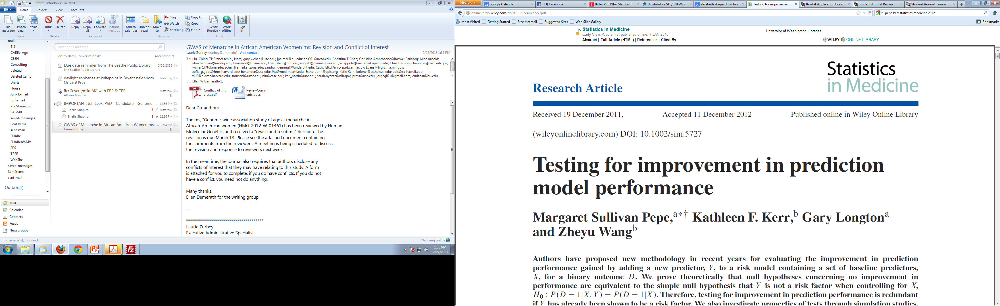 Inbox - Windows Live Mail
Home Folders View Accounts
Email message
Photo email
Items
Junk
Delete
Reply
Reply all
Forward
Instant message
Add to calendar
Unread/ read
Move to
Flag
Watch
Encoding
Copy to
Copy
Find
Send/ Receive
Work offline
Sign in
New Delete Respond Actions Tools
mail
511
CAREe-Age
CEEH
Consulting
deleted
Deleted Items
Drafts
House
Junk E-mail
junk-mail
PLoSGenetics
SAGMB
saved-messages
Sent Items
sent-mail
SHARe
SHAReAV.MV
SPS
TBSB
WebSite
saved-messages
Sent Items
sent-mail
Outbox (1)
Mail
Calendar
Contacts
Feeds
Newsgroups
6 message(s), 0 unread
Working online
Search for a message
Sort by date (Conversations) Ascending
Due date reminder from The Seattle Public Library 2/20/2013
The Seattle Public Library
daylight robberies at knifepoint in Bryant neighborh... Yesterday
Margaret Pepe
Re: Severe/mild AKI with FPR & TPR Yesterday
Allison Meisner
IMPORTANT: Jeff Leek, PhD - Candidate - Genome ... 12:36 PM
Sheila Shapiro ! Yesterday
Sheila Shapiro ! 12:36 PM
GWAS of Menarche in African American Women ms: ... 1:14 PM
Laurie Zurbey
GWAS of Menarche in African American Women ms: Revision and Conflict of Interest
Laurie Zurbey (zurbey@umn.edu) Add contact 2/22/2013 1:14 PM
To: Liu, Ching-Ti; Franceschini, Nora; gary.k.chen@usc.edu; jpalmer@bu.edu; ens001@ucsd.edu; Christina T Chen; Christine.Ambrosone@RoswellPark.org; Alice Arnold;
elisa.bandera@umdnj.edu; berenson@tulane.edu; Lbernstein@coh.org; angieb@gwmail.gwu.edu; acappola@mail.med.upenn.edu; Chris Carlson; chanocks@mail.nih.gov;
wchen1@tulane.edu; zchen@email.arizona.edu; sandra.l.deming@Vanderbilt.edu; Cathy.Elks@mrc-epid.cam.ac.uk; EvansM@grc.nia.nih.gov;
zofia_gajdos@hms.harvard.edu; behender@usc.edu; Jhu@med.miami.edu; Esther.John@cpic.org; Katie Kerr; lkolonel@cc.hawaii.edu; Loic@cc.hawaii.edu;
xlu2@bidmc.harvard.edu; smusani@umc.edu; nln@case.edu; kari_north@unc.edu; sarah.nyante@nih.gov; press@usc.edu; jorgegil21@gmail.com; eruiznar@bu.edu;
Cc: Ellen W Demerath-1;
PDF Conflict_of_Interest.pdf
ReviewComments.docx
Dear Co-authors,
The ms, "Genome-wide association study of age at menarche in
African-American women (HMG-2012-W-01461) has been reviewed by Human
Molecular Genetics and received a "revise and resubmit" decision. The
revision is due March 13. Please see the attached document containing
the comments from the reviewers. A meeting is being scheduled to discuss
the revision and response to reviewers next week.
In the meantime, the journal also requires that authors disclose any
conflicts of interest that they may have relating to this study. A form
is attached for you to complete, if you do have conflicts. If you do not
have a conflict, you need not do anything.
Many thanks,
Ellen Demerath for the writing group
--
***************************************
Laurie Zurbey
Executive Administrative Specialist
1:33 PM
2/22/2013
Firefox
Google Calendar
(13) Facebook
Bitter Pill: Why Medical B...
Biostatistics 515/518 Win...
elizabeth sheperd uw bio...
Testing for improvement...
Biostat Application Evalu...
Student Annual Review
Student Annual Review
onlinelibrary.wiley.com/doi/10.1002/sim.5727/pdf
pepe kerr statistics medicine 2012
Most Visited Getting Started Free Hotmail Suggested Sites Web Slice Gallery
Bookmarks
Statistics in Medicine
Early View, Article first published online: 7 JAN 2013
Abstract | Full Article (HTML) | References | Cited By
University of Washington Libraries
WILEY ONLINE LIBRARY
Statistics
in Medicine
Research Article
Received 19 December 2011, Accepted 11 December 2012 Published online in Wiley Online Library
(wileyonlinelibrary.com) DOI: 10.1002/sim.5727
Testing for improvement in prediction
model performance
Margaret Sullivan Pepe,a*† Kathleen F. Kerr,b Gary Longtona
and Zheyu Wangb
Authors have proposed new methodology in recent years for evaluating the improvement in prediction
performance gained by adding a new predictor, Y, to a risk model containing a set of baseline predictors,
X, for a binary outcome D. We prove theoretically that null hypotheses concerning no improvement in
performance are equivalent to the simple null hypothesis that Y is not a risk factor when controlling for X,
H0 : P(D = 1|X, Y) = P(D = 1|X). Therefore, testing for improvement in prediction performance is redundant
if Y has already been shown to be a risk factor. We also investigate properties of tests through simulation studies,